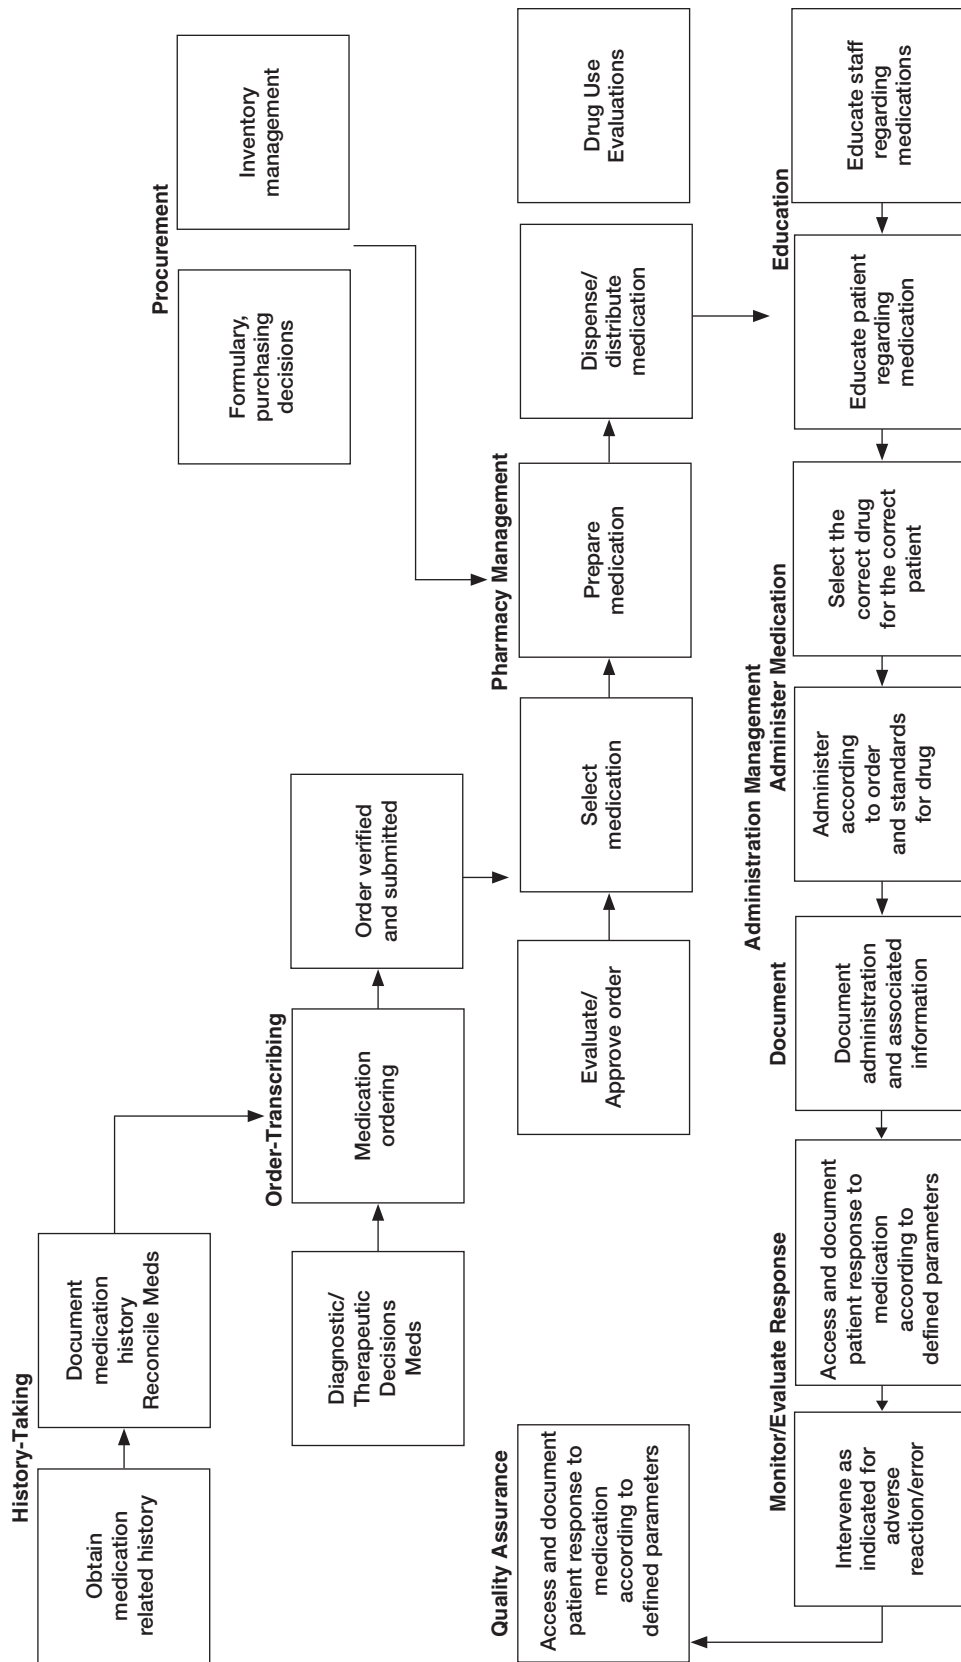 History-Taking
Obtain
medication
related history
Document
medication
history
Reconcile Meds
Procurement
Formulary,
purchasing
decisions
Inventory
management
Order-Transcribing
Diagnostic/
Therapeutic
Decisions
Meds
Medication
ordering
Order verified
and submitted
Quality Assurance
Access and document
patient response to
medication
according to
defined parameters
Pharmacy Management
Evaluate/
Approve order
Select
medication
Prepare
medication
Dispense/
distribute
medication
Drug Use
Evaluations
Administration Management
Monitor/Evaluate Response
Document
Administer Medication
Education
Intervene as
indicated for
adverse
reaction/error
Access and document
patient response to
medication
according to
defined parameters
Document
administration
and associated
information
Administer
according
to order
and standards
for drug
Select the
correct drug
for the correct
patient
Educate patient
regarding
medication
Educate staff
regarding
medications